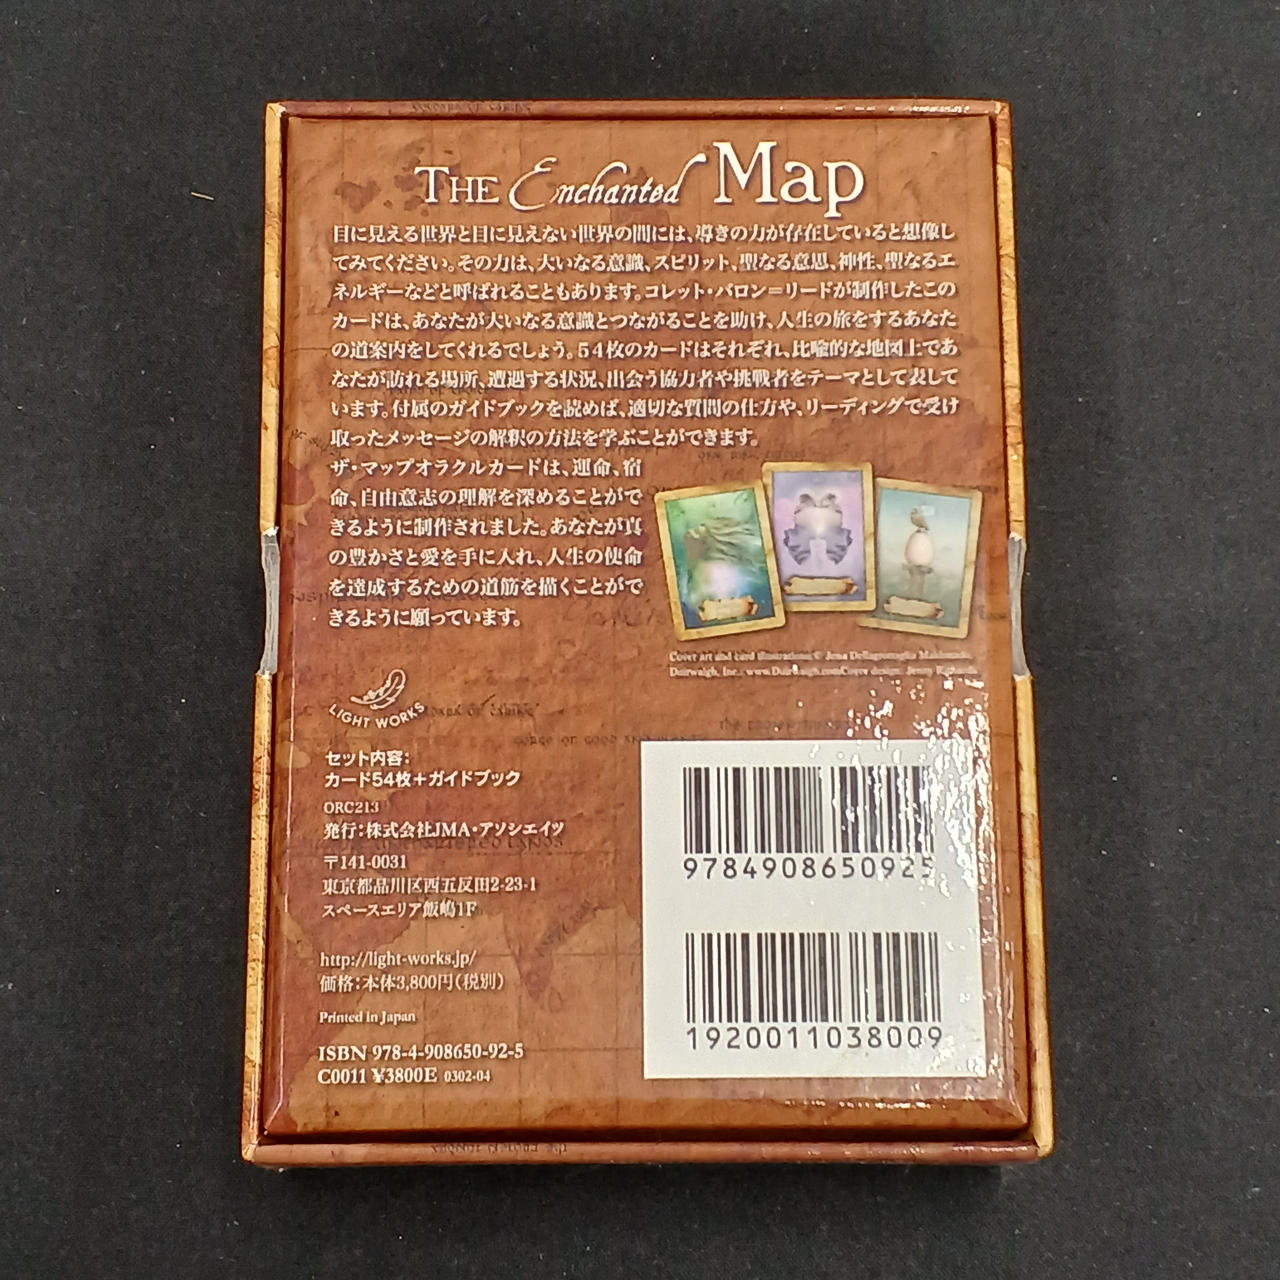 THE Enchanted Map
目に見える世界と目に見えない世界の間には、導きの力が存在していると想像し
てみてください。その力は、大いなる意識、スピリット、聖なる意思、神性、聖なるエ
ネルギーなどと呼ばれることもあります。コレット・バロン＝リードが制作したこの
カードは、あなたが大いなる意識とつながることを助け、人生の旅をするあなた
の道案内をしてくれるでしょう。54枚のカードはそれぞれ、比喩的な地図上であ
なたが訪れる場所、遭遇する状況、出会う協力者や挑戦者をテーマとして表して
います。付属のガイドブックを読めば、適切な質問の仕方や、リーディングで受け
取ったメッセージの解釈の方法を学ぶことができます。
ザ・マップオラクルカードは、運命、宿
命、自由意志の理解を深めることがで
きるように制作されました。あなたが真
の豊かさと愛を手に入れ、人生の使命
を達成するための道筋を描くことがで
きるように願っています。
Cover art and card illustrations © Jena DellaGrottaglia Maldonado
Duirwaigh, Inc.: www.Duirwaigh.comCover design: Jenny Richards
LIGHT WORKS
セット内容:
カード54枚＋ガイドブック
ORC213
発行：株式会社JMA・アソシエイツ
〒141-0031
東京都品川区西五反田2-23-1
スペースエリア飯嶋1F
http://light-works.jp/
価格：本体3,800円(税別)
Printed in Japan
ISBN 978-4-908650-92-5
C0011 ¥3800E 0302-04
9784908650925
1920011038009